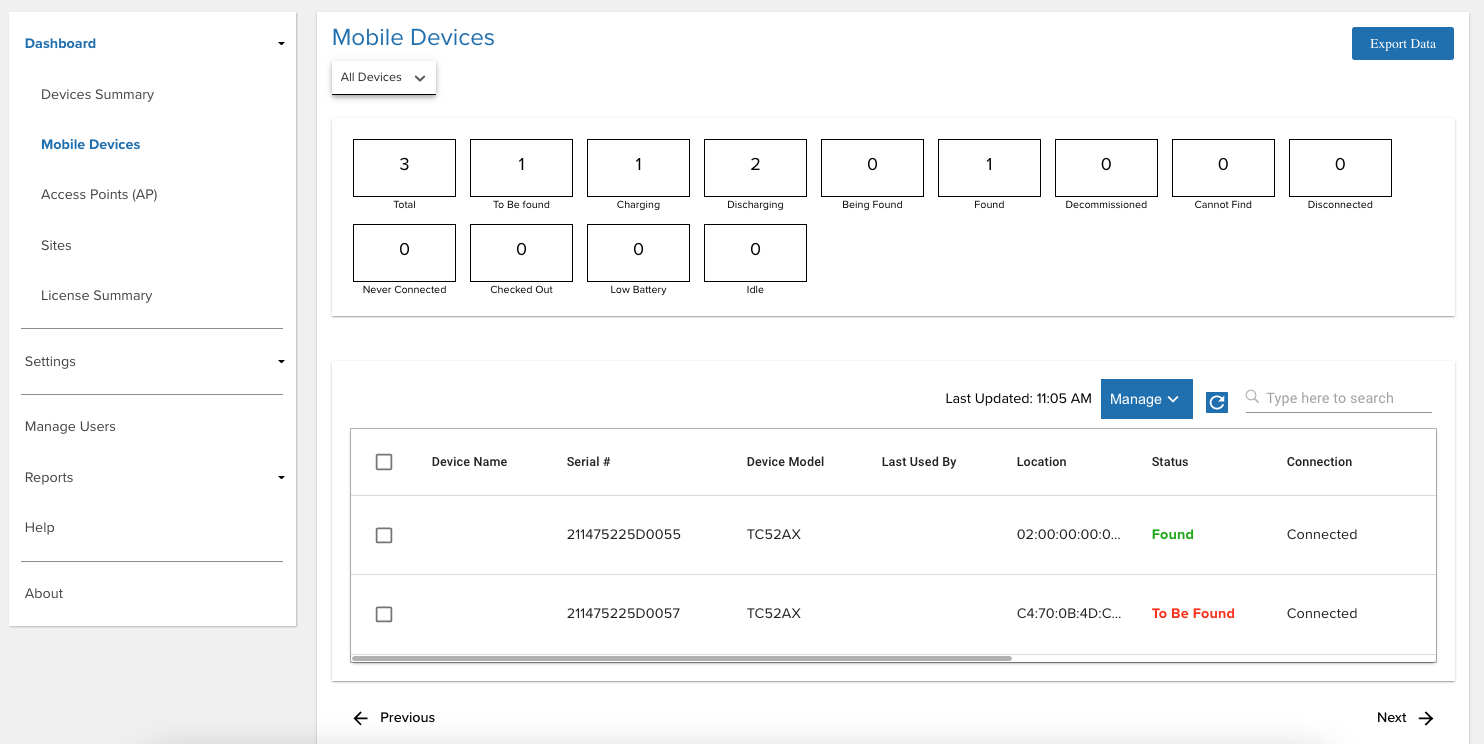 Dashboard
Devices Summary
Mobile Devices
Access Points (AP)
Sites
License Summary
Settings
Manage Users
Reports
Help
About
Mobile Devices
Export Data
All Devices
3 1 1 2 0 1 0 0 0
Total To Be found Charging Discharging Being Found Found Decommissioned Cannot Find Disconnected
0 0 0 0
Never Connected Checked Out Low Battery Idle
Last Updated: 11:05 AM Manage Type here to search
Device Name Serial # Device Model Last Used By Location Status Connection
211475225D0055 TC52AX 02:00:00:00:0... Found Connected
211475225D0057 TC52AX C4:70:0B:4D:C... To Be Found Connected
Previous Next